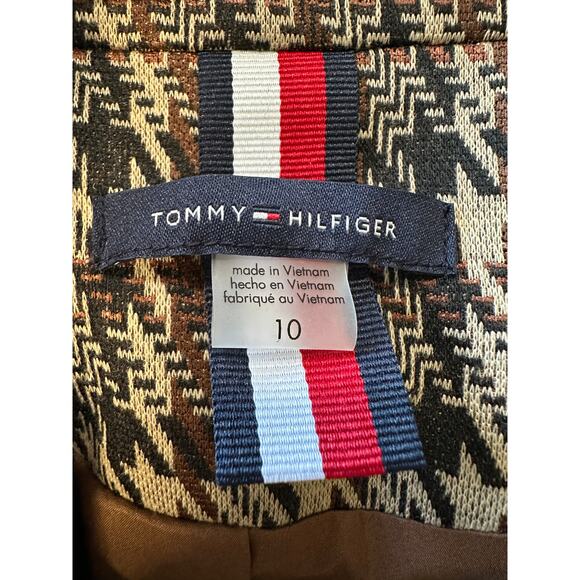 TOMMY HILFIGER
made in Vietnam
hecho en Vietnam
fabriqué au Vietnam
10